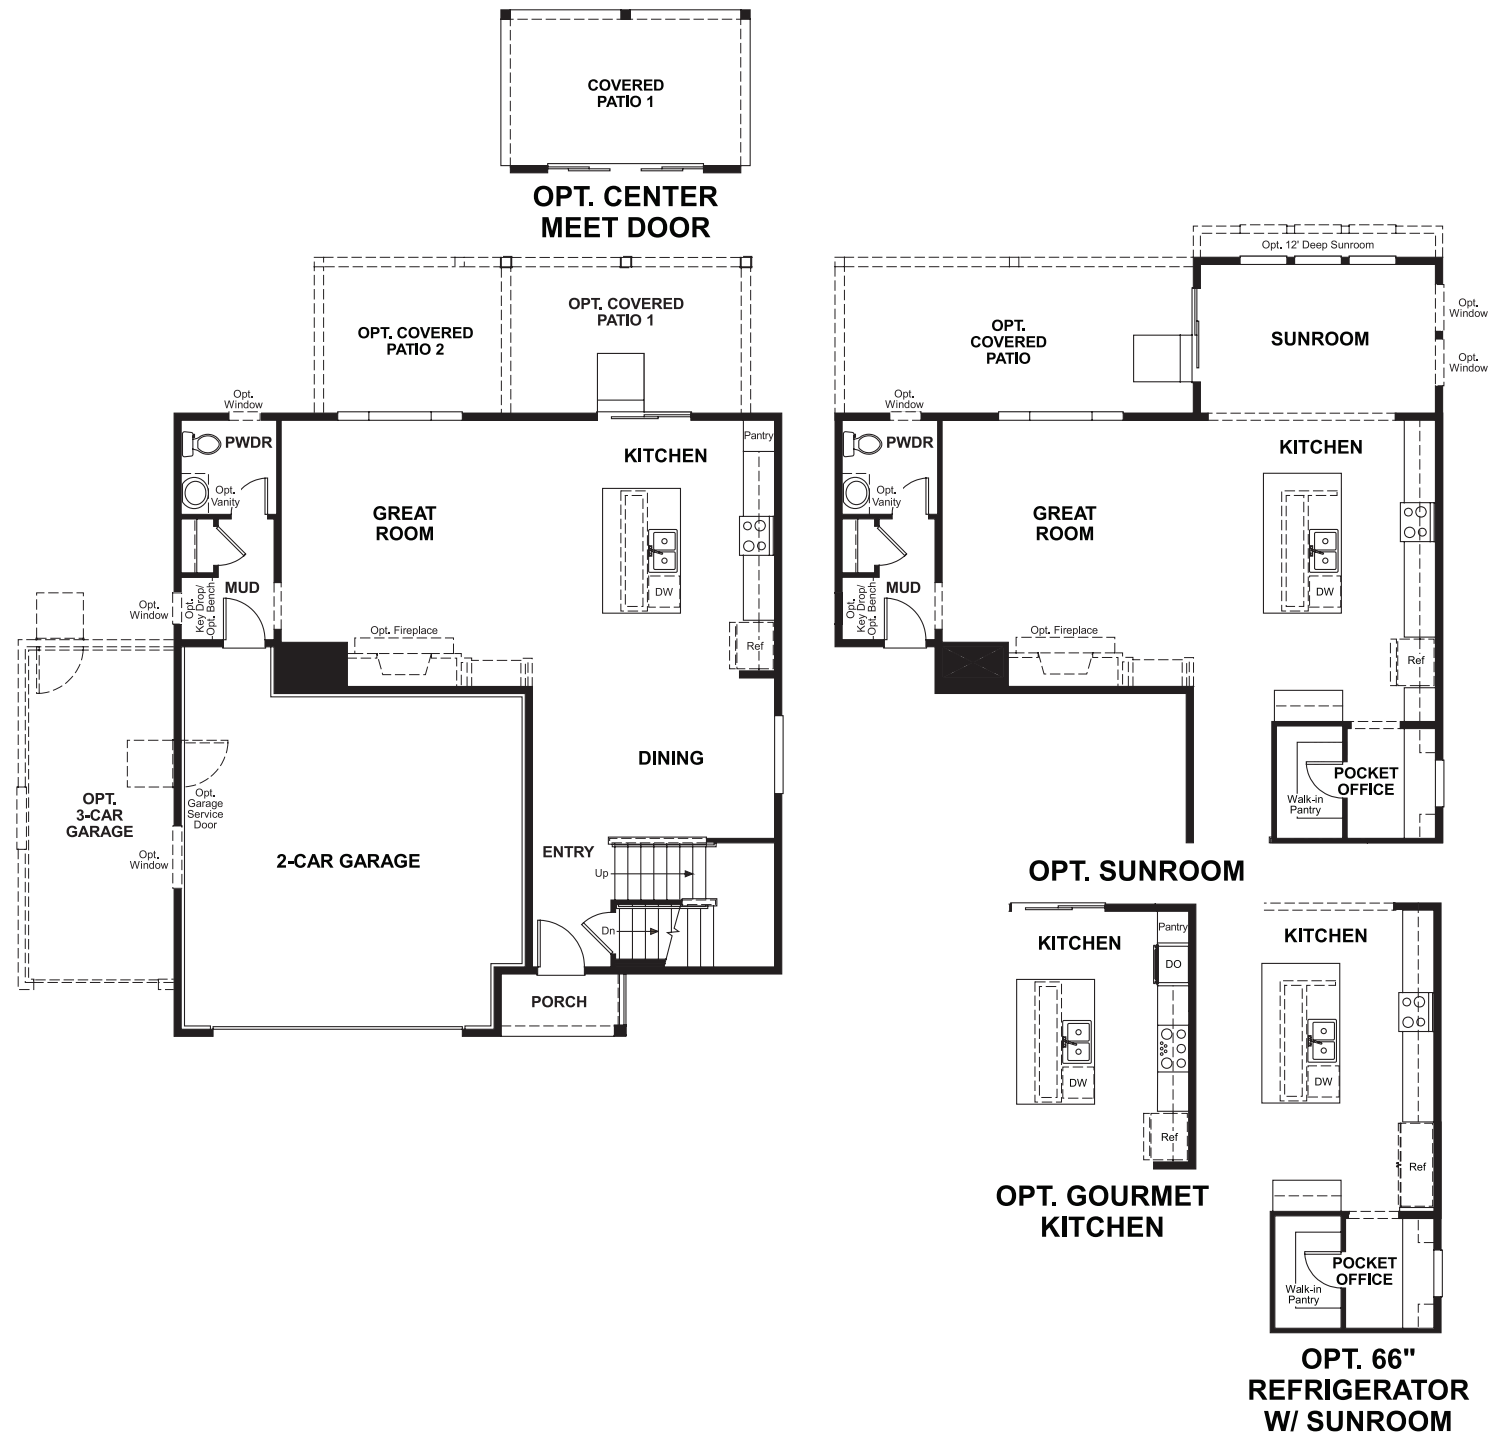 COVERED
PATIO 1
OPT. CENTER
MEET DOOR
OPT. COVERED
PATIO 1
OPT. COVERED
PATIO 2
Opt.
Window
PWDR
Opt.
Vanity
KITCHEN
Pantry
GREAT
ROOM
DW
MUD
Opt.
Window
Opt.
Key Drop/
Opt. Bench
Opt. Fireplace
Ref
DINING
Opt.
Garage
Service
Door
OPT.
3-CAR
GARAGE
Opt.
Window
2-CAR GARAGE
ENTRY
Up
Dn
PORCH
Opt. 12' Deep Sunroom
OPT.
COVERED
PATIO
SUNROOM
Opt.
Window
Opt.
Window
Opt.
Window
PWDR
Opt.
Vanity
KITCHEN
GREAT
ROOM
DW
MUD
Opt.
Key Drop/
Opt. Bench
Opt. Fireplace
Ref
POCKET
OFFICE
Walk-in
Pantry
OPT. SUNROOM
KITCHEN
Pantry
DO
DW
Ref
OPT. GOURMET
KITCHEN
KITCHEN
DW
Ref
POCKET
OFFICE
Walk-in
Pantry
OPT. 66"
REFRIGERATOR
W/ SUNROOM